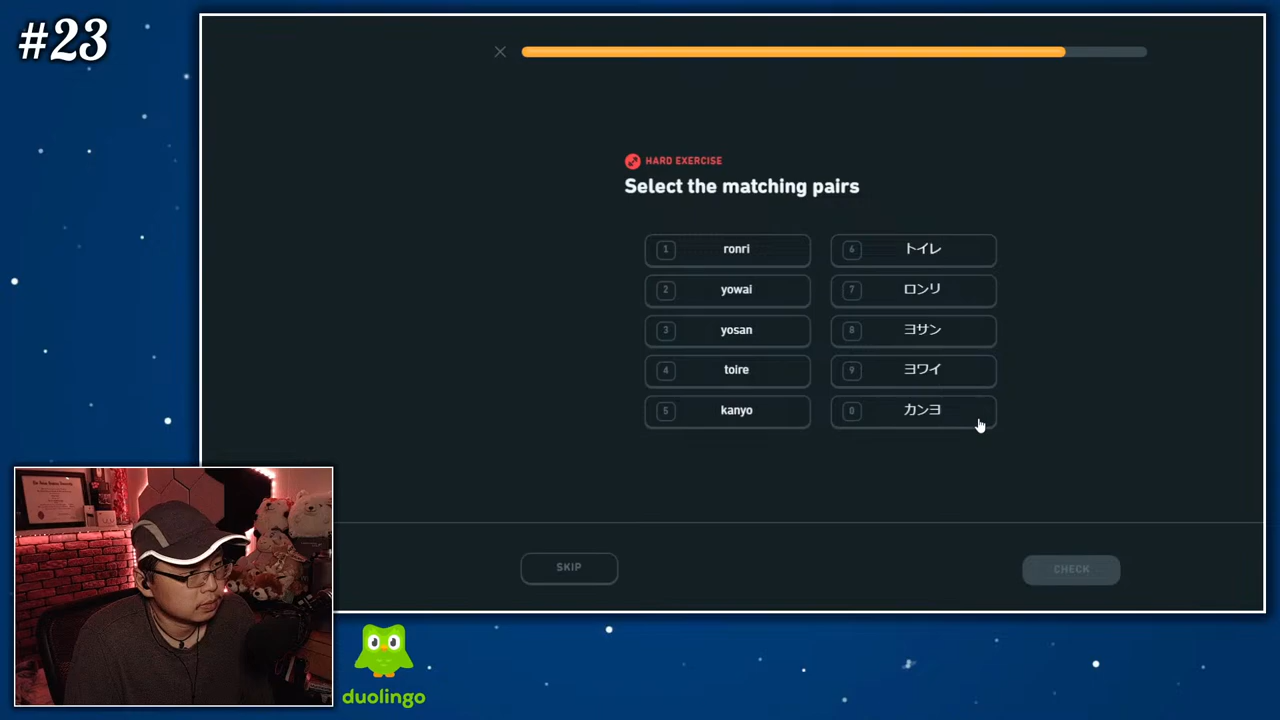 #23
HARD EXERCISE
Select the matching pairs
1 ronri
6 トイレ
2 yowai
7 ロンリ
3 yosan
8 ヨサン
4 toire
9 ヨワイ
5 kanyo
0 カンヨ
SKIP
CHECK
duolingo